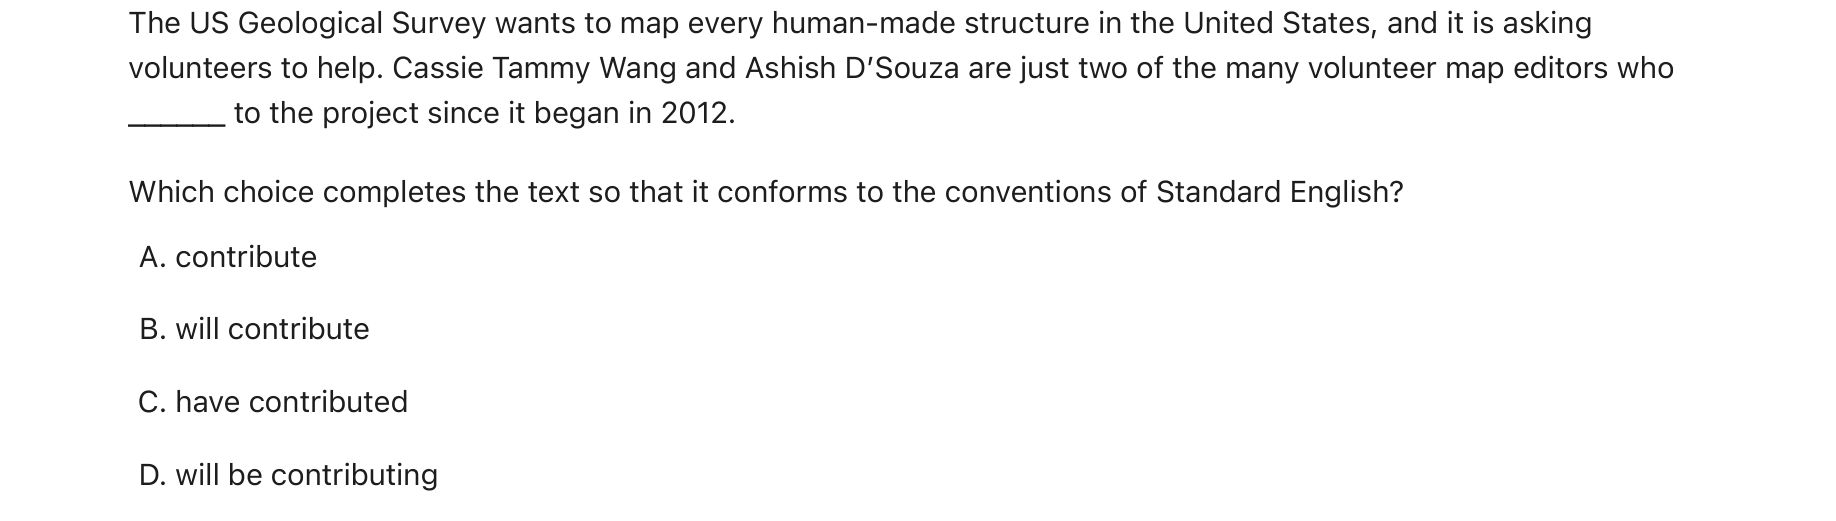 The US Geological Survey wants to map every human-made structure in the United States, and it is asking
volunteers to help. Cassie Tammy Wang and Ashish D'Souza are just two of the many volunteer map editors who
______ to the project since it began in 2012.
Which choice completes the text so that it conforms to the conventions of Standard English?
A. contribute
B. will contribute
C. have contributed
D. will be contributing